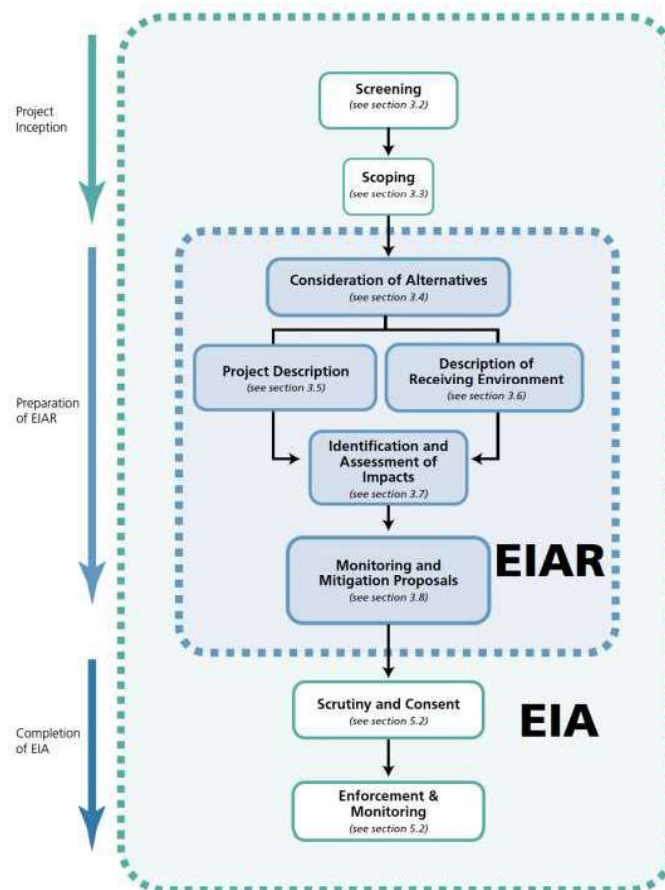 Project
Inception
Screening
(see section 3.2)
Scoping
(see section 3.3)
Preparation
of EIAR
Consideration of Alternatives
(see section 3.4)
Project Description
(see section 3.5)
Description of
Receiving Environment
(see section 3.6)
Identification and
Assessment of
Impacts
(see section 3.7)
Monitoring and
Mitigation Proposals
(see section 3.8)
EIAR
Completion
of EIA
Scrutiny and Consent
(see section 5.2)
EIA
Enforcement &
Monitoring
(see section 5.2)